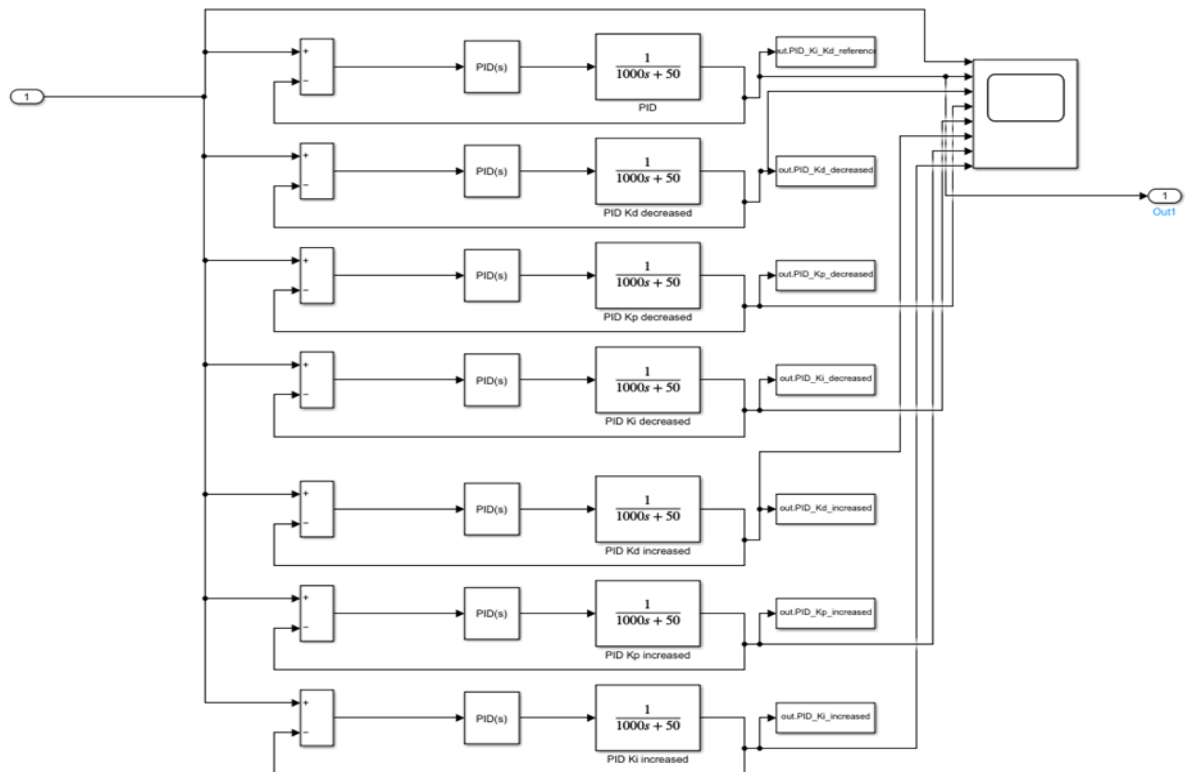 +
−
PID(s)
1
1000s + 50
PID
out.PID_Ki_Kd_reference
1
+
−
PID(s)
1
1000s + 50
PID Kd decreased
out.PID_Kd_decreased
1
Out1
+
−
PID(s)
1
1000s + 50
PID Kp decreased
out.PID_Kp_decreased
+
−
PID(s)
1
1000s + 50
PID Ki decreased
out.PID_Ki_decreased
+
−
PID(s)
1
1000s + 50
PID Kd increased
out.PID_Kd_increased
+
−
PID(s)
1
1000s + 50
PID Kp increased
out.PID_Kp_increased
+
−
PID(s)
1
1000s + 50
PID Ki increased
out.PID_Ki_increased